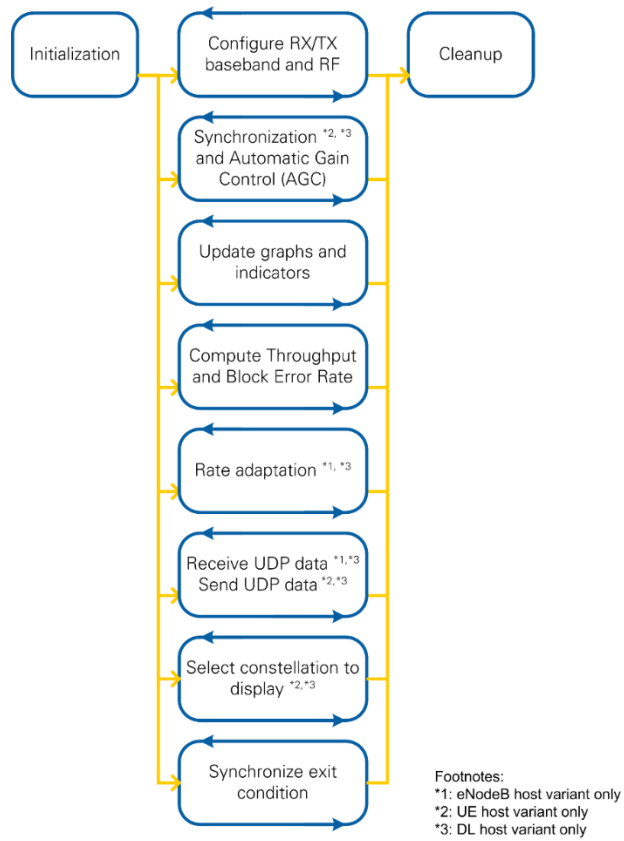 Initialization
Configure RX/TX
baseband and RF
Cleanup
Synchronization *2, *3
and Automatic Gain
Control (AGC)
Update graphs and
indicators
Compute Throughput
and Block Error Rate
Rate adaptation *1, *3
Receive UDP data *1,*3
Send UDP data *2,*3
Select constellation to
display *2,*3
Synchronize exit
condition
Footnotes:
*1: eNodeB host variant only
*2: UE host variant only
*3: DL host variant only